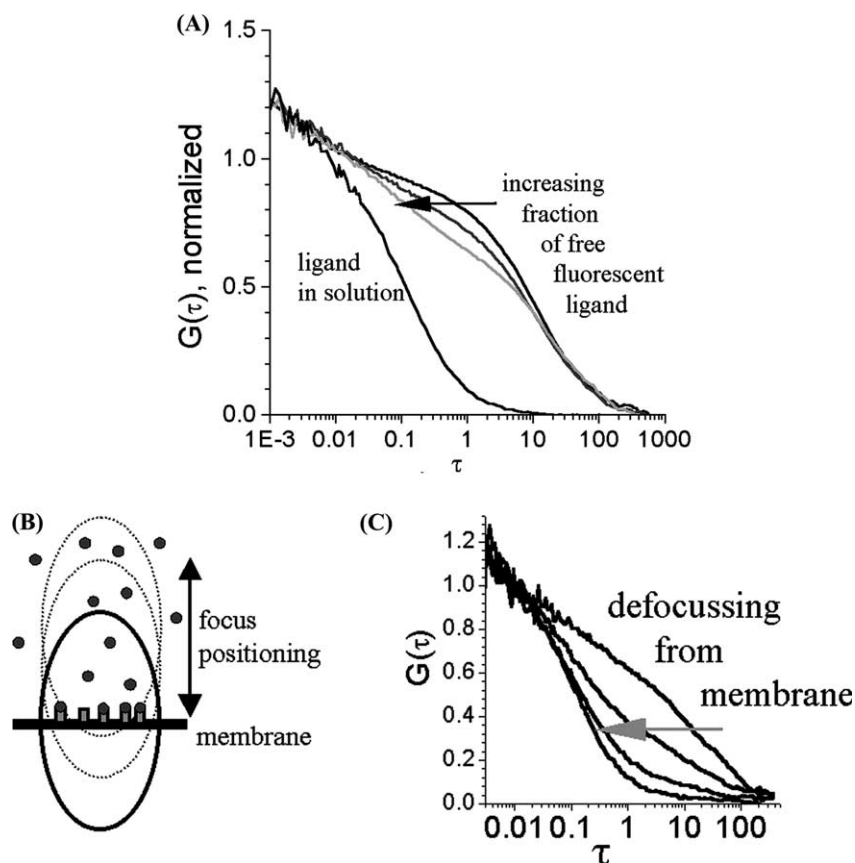 (A)
1.5
1.0
0.5
0.0
G(τ), normalized
increasing
fraction
of free
fluorescent
ligand
ligand
in solution
1E-3 0.01 0.1 1 10 100 1000
τ
(B)
focus
positioning
membrane
(C)
1.2
1.0
0.8
0.6
0.4
0.2
0.0
G(τ)
defocussing
from
membrane
0.01 0.1 1 10 100
τ